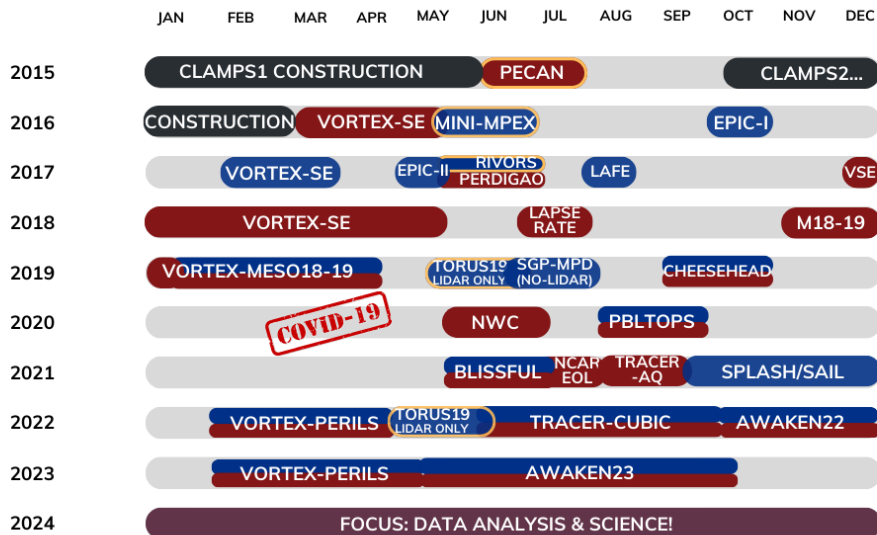 JAN FEB MAR APR MAY JUN JUL AUG SEP OCT NOV DEC
2015 CLAMPS1 CONSTRUCTION PECAN CLAMPS2...
2016 CONSTRUCTION VORTEX-SE MINI-MPEX EPIC-I
2017 VORTEX-SE EPIC-II RIVORS LAFE VSE
PERDIGAO
2018 VORTEX-SE LAPSE M18-19
RATE
2019 VORTEX-MESO18-19 TORUS19 SGP-MPD CHEESEHEAD
LIDAR ONLY (NO-LIDAR)
2020 COVID-19 NWC PBLTOPS
2021 BLISSFUL NCAR TRACER SPLASH/SAIL
EOL -AQ
2022 VORTEX-PERILS TORUS19 TRACER-CUBIC AWAKEN22
LIDAR ONLY
2023 VORTEX-PERILS AWAKEN23
2024 FOCUS: DATA ANALYSIS & SCIENCE!